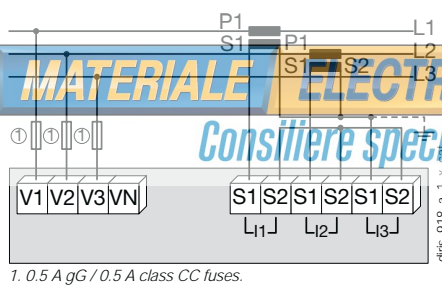 P1 L1
S1 P1 L2
S1 S2 L3
MATERIALE ELECTR
① ① ①
Consiliere spec
V1 V2 V3 VN S1 S2 S1 S2 S1 S2
I1 I2 I3
1. 0.5 A gG / 0.5 A class CC fuses.